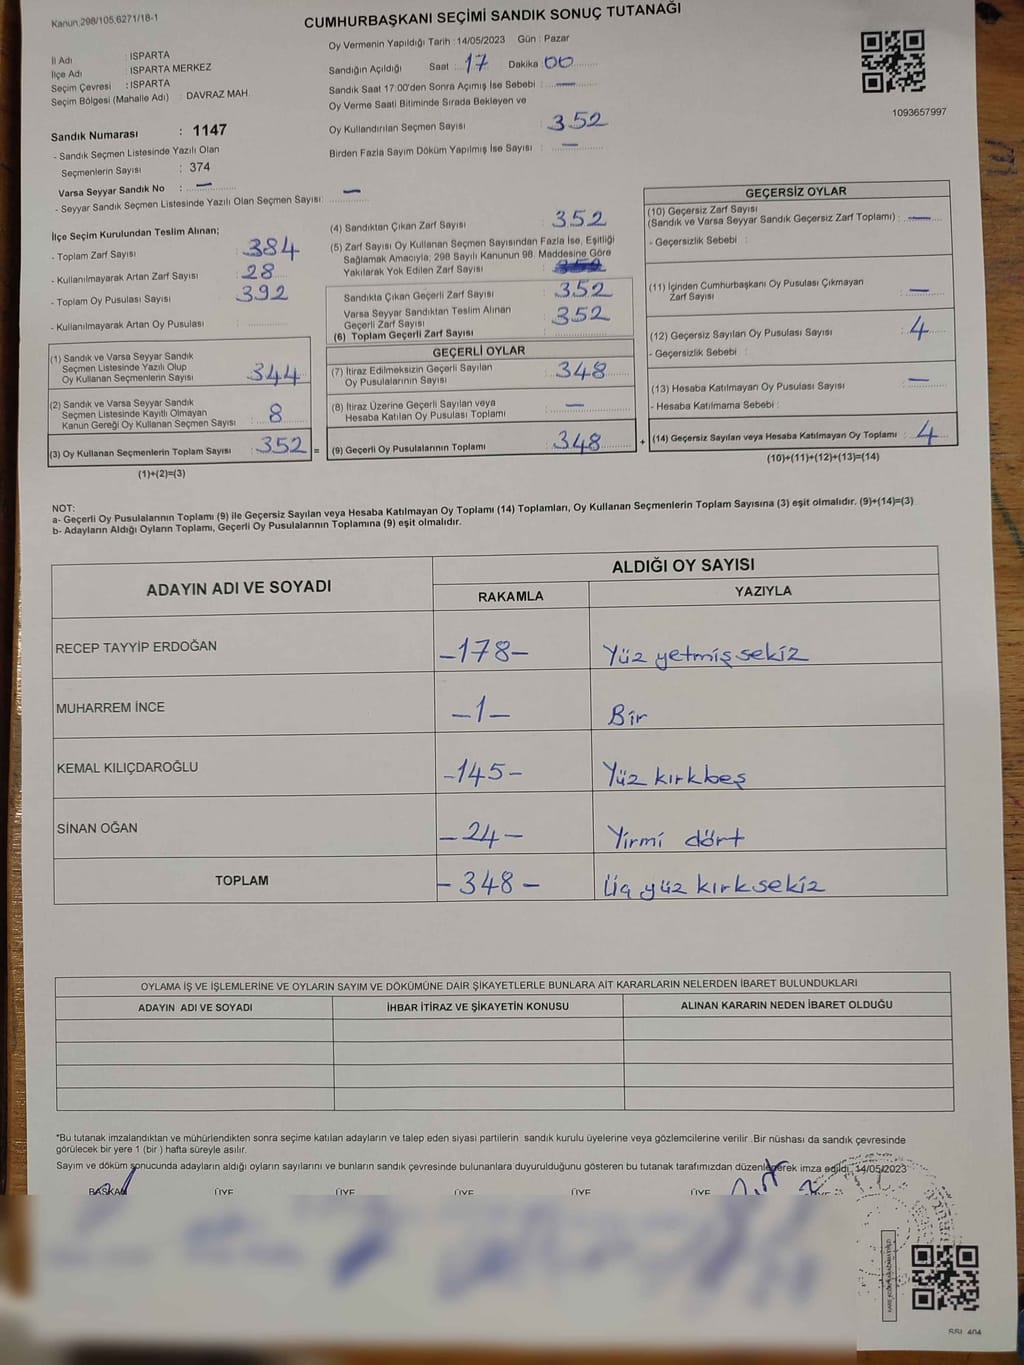 Kanun.298/105,6271/18-1
CUMHURBAŞKANI SEÇİMİ SANDIK SONUÇ TUTANAĞI
İl Adı : ISPARTA
İlçe Adı : ISPARTA MERKEZ
Seçim Çevresi : ISPARTA
Seçim Bölgesi (Mahalle Adı) : DAVRAZ MAH.
Oy Vermenin Yapıldığı Tarih :14/05/2023 Gün : Pazar
Sandığın Açıldığı Saat : 17 Dakika : 00
Sandık Saat 17:00'den Sonra Açımış İse Sebebi : —
Oy Verme Saati Bitiminde Sırada Bekleyen ve
Oy Kullandırılan Seçmen Sayısı : 352
Birden Fazla Sayım Döküm Yapılmış İse Sayısı : —
1093657997
Sandık Numarası : 1147
- Sandık Seçmen Listesinde Yazılı Olan
Seçmenlerin Sayısı : 374
Varsa Seyyar Sandık No : —
- Seyyar Sandık Seçmen Listesinde Yazılı Olan Seçmen Sayısı: —
İlçe Seçim Kurulundan Teslim Alınan;
- Toplam Zarf Sayısı : 384
- Kullanılmayarak Artan Zarf Sayısı : 28
- Toplam Oy Pusulası Sayısı : 392
- Kullanılmayarak Artan Oy Pusulası :
(1) Sandık ve Varsa Seyyar Sandık
Seçmen Listesinde Yazılı Olup
Oy Kullanan Seçmenlerin Sayısı : 344
(2) Sandık ve Varsa Seyyar Sandık
Seçmen Listesinde Kayıtlı Olmayan
Kanun Gereği Oy Kullanan Seçmen Sayısı : 8
(3) Oy Kullanan Seçmenlerin Toplam Sayısı : 352 =
(1)+(2)=(3)
(4) Sandıktan Çıkan Zarf Sayısı : 352
(5) Zarf Sayısı Oy Kullanan Seçmen Sayısından Fazla İse, Eşitliği
Sağlamak Amacıyla; 298 Sayılı Kanunun 98. Maddesine Göre
Yakılarak Yok Edilen Zarf Sayısı :
Sandıkta Çıkan Geçerli Zarf Sayısı : 352
Varsa Seyyar Sandıktan Teslim Alınan
Geçerli Zarf Sayısı : 352
(6) Toplam Geçerli Zarf Sayısı :
GEÇERLİ OYLAR
(7) İtiraz Edilmeksizin Geçerli Sayılan
Oy Pusulalarının Sayısı : 348
(8) İtiraz Üzerine Geçerli Sayılan veya
Hesaba Katılan Oy Pusulası Toplamı : —
(9) Geçerli Oy Pusulalarının Toplamı : 348 +
GEÇERSİZ OYLAR
(10) Geçersiz Zarf Sayısı
(Sandık ve Varsa Seyyar Sandık Geçersiz Zarf Toplamı) : —
- Geçersizlik Sebebi :
(11) İçinden Cumhurbaşkanı Oy Pusulası Çıkmayan
Zarf Sayısı : —
(12) Geçersiz Sayılan Oy Pusulası Sayısı : 4
- Geçersizlik Sebebi :
(13) Hesaba Katılmayan Oy Pusulası Sayısı : —
- Hesaba Katılmama Sebebi :
(14) Geçersiz Sayılan veya Hesaba Katılmayan Oy Toplamı : 4
(10)+(11)+(12)+(13)=(14)
NOT:
a- Geçerli Oy Pusulalarının Toplamı (9) ile Geçersiz Sayılan veya Hesaba Katılmayan Oy Toplamı (14) Toplamları, Oy Kullanan Seçmenlerin Toplam Sayısına (3) eşit olmalıdır. (9)+(14)=(3)
b- Adayların Aldığı Oyların Toplamı, Geçerli Oy Pusulalarının Toplamına (9) eşit olmalıdır.
ADAYIN ADI VE SOYADI
ALDIĞI OY SAYISI
RAKAMLA YAZIYLA
RECEP TAYYİP ERDOĞAN -178- Yüz yetmiş sekiz
MUHARREM İNCE -1- Bir
KEMAL KILIÇDAROĞLU -145- Yüz kırkbeş
SİNAN OĞAN -24- Yirmi dört
TOPLAM -348- Üç yüz kırksekiz
OYLAMA İŞ VE İŞLEMLERİNE VE OYLARIN SAYIM VE DÖKÜMÜNE DAİR ŞİKAYETLERLE BUNLARA AİT KARARLARIN NELERDEN İBARET BULUNDUKLARI
ADAYIN ADI VE SOYADI İHBAR İTİRAZ VE ŞİKAYETİN KONUSU ALINAN KARARIN NEDEN İBARET OLDUĞU
*Bu tutanak imzalandıktan ve mühürlendikten sonra seçime katılan adayların ve talep eden siyasi partilerin sandık kurulu üyelerine veya gözlemcilerine verilir .Bir nüshası da sandık çevresinde
görülecek bir yere 1 (bir ) hafta süreyle asılır.
Sayım ve döküm sonucunda adayların aldığı oyların sayılarını ve bunların sandık çevresinde bulunanlara duyurulduğunu gösteren bu tutanak tarafımızdan düzenlenerek imza edildi. 14/05/2023
BAŞKAN ÜYE ÜYE ÜYE ÜYE ÜYE